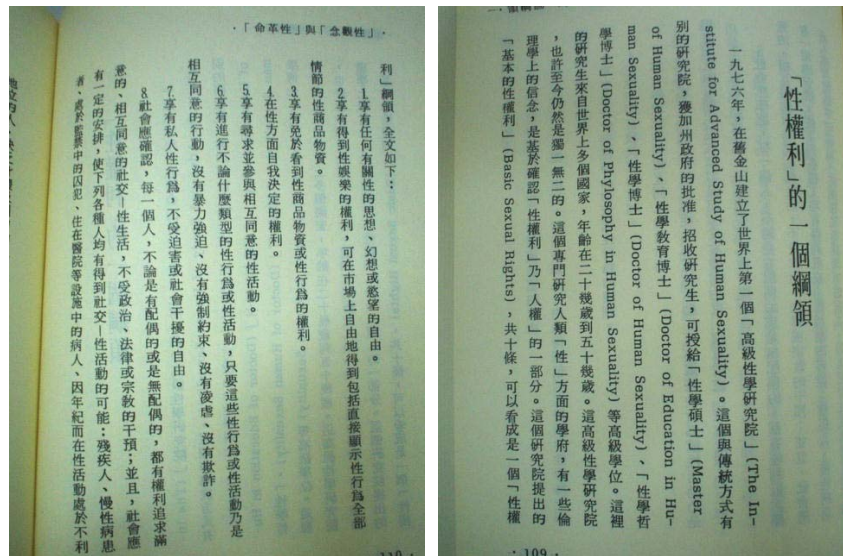 「性權利」的一個綱領
一九七六年，在舊金山建立了世界上第一個「高級性學研究院」(The In-
stitute for Advanced Study of Human Sexuality)。這個與傳統方式有
別的研究院，獲加州政府的批准，招收研究生，可授給「性學碩士」(Master
of Human Sexuality)、「性學敎育博士」(Doctor of Education in Hu-
man Sexuality)、「性學博士」(Doctor of Human Sexuality)、「性學哲
學博士」(Doctor of Phylosophy in Human Sexuality) 等高級學位。這裡
的研究生來自世界上多個國家，年齡在二十幾歲到五十幾歲。這高級性學研究院
，也許至今仍然是獨一無二的。這個專門研究人類「性」方面的學府，有一些倫
理學上的信念，是基於確認「性權利」乃「人權」的一部分。這個研究院提出的
「基本的性權利」(Basic Sexual Rights)，共十條，可以看成是一個「性權
·109·
·「性觀念」與「性革命」·
利」綱領，全文如下：
1.享有任何有關性的思想、幻想或慾望的自由。
2.享有得到性娛樂的權利，可在市場上自由地得到包括直接顯示性行爲全部
情節的性商品物資。
3.享有免於看到性商品物資或性行爲的權利。
4.在性方面自我決定的權利。
5.享有尋求並參與相互同意的性活動。
6.享有進行不論什麼類型的性行爲或性活動，只要這些性行爲或性活動乃是
相互同意的行動，沒有暴力強迫、沒有強制約束、沒有凌虐、沒有欺詐。
7.享有私人性行爲，不受迫害或社會干擾的自由。
8.社會應確認，每一個人，不論是有配偶的或是無配偶的，都有權利追求滿
意的、相互同意的社交—性生活，不受政治、法律或宗敎的干預；並且，社會應
有一定的安排，使下列各種人均有得到社交—性活動的可能：殘疾人、慢性病患
者、處於監禁中的囚犯、住在醫院等設施中的病人、因年紀而在性活動處於不利
110·